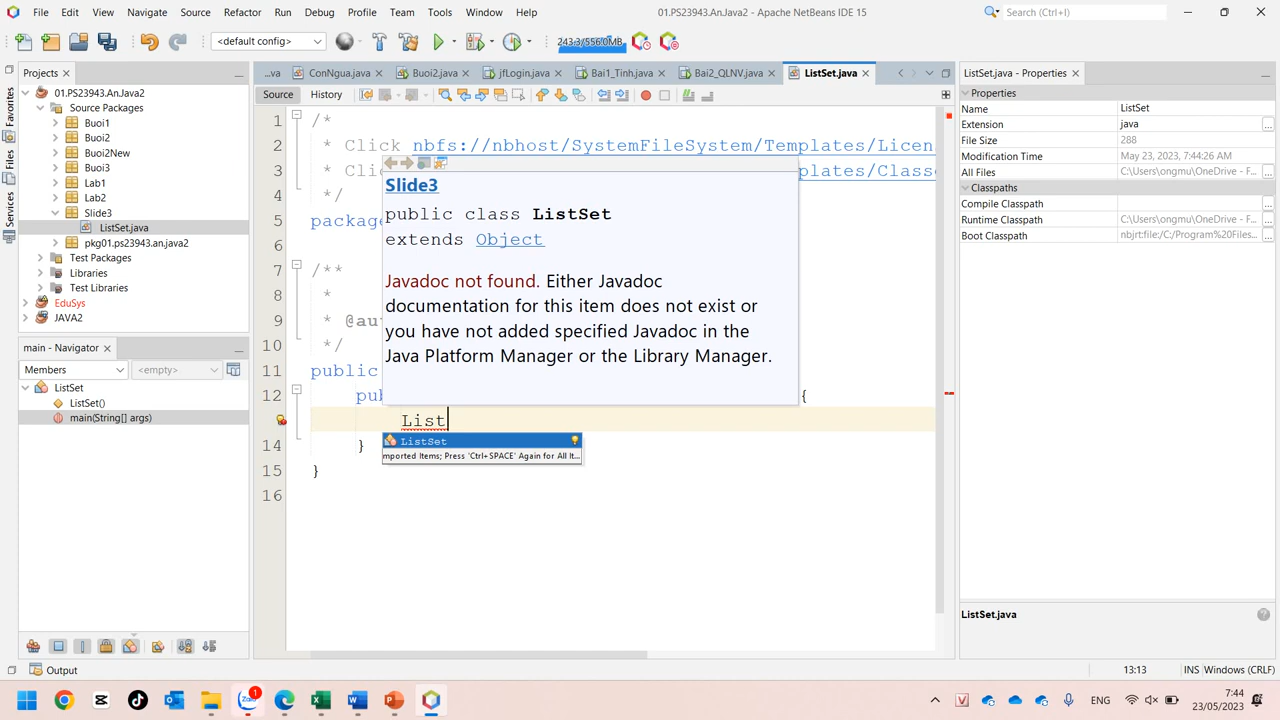 File Edit View Navigate Source Refactor Run Debug Profile Team Tools Window Help
01.PS23943.AnJava2 - Apache NetBeans IDE 15
Search (Ctrl+I)
<default config>
243.3/556.0MB
Projects
...va
ConNgua.java
Buoi2.java
jfLogin.java
Bai1_Tinh.java
Bai2_QLNV.java
ListSet.java
ListSet.java - Properties
Favorites
Files
Services
01.PS23943.AnJava2
Source Packages
Buoi1
Buoi2
Buoi2New
Buoi3
Lab1
Lab2
Slide3
ListSet.java
pkg01.ps23943.an.java2
Test Packages
Libraries
Test Libraries
EduSys
JAVA2
main - Navigator
Members
<empty>
ListSet
ListSet()
main(String[] args)
Source History
1 /*
2 * Click nbfs://nbhost/SystemFileSystem/Templates/Licen
3 * Cli plates/Classe
4 */
5 package
6
7 /**
8 *
9 * @au
10 */
11 public
12 pub {
List
14 }
15 }
16
Slide3
public class ListSet
extends Object
Javadoc not found. Either Javadoc
documentation for this item does not exist or
you have not added specified Javadoc in the
Java Platform Manager or the Library Manager.
ListSet
mported Items; Press 'Ctrl+SPACE' Again for All It...
Properties
Name ListSet
Extension java
File Size 288
Modification Time May 23, 2023, 7:44:26 AM
All Files C:\Users\ongmu\OneDrive - F...
Classpaths
Compile Classpath
Runtime Classpath C:\Users\ongmu\OneDrive - F...
Boot Classpath nbjrt:file:/C:/Program%20Files...
ListSet.java
Output
13:13 INS Windows (CRLF)
Zalo
1
ENG
7:44
23/05/2023